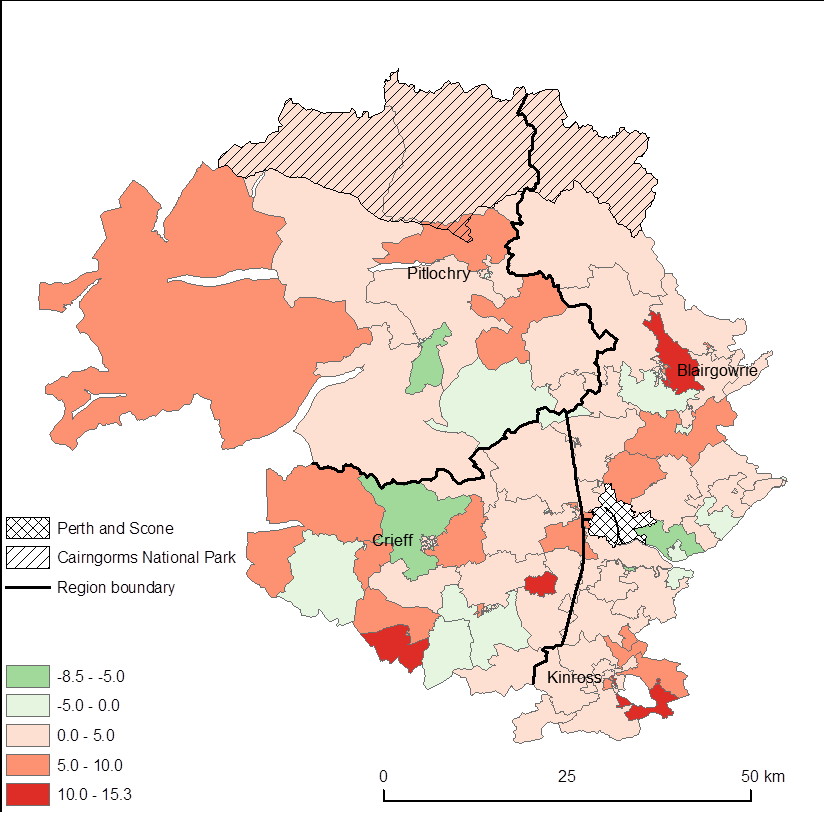 Pitlochry
Blairgowrie
Crieff
Perth and Scone
Cairngorms National Park
Region boundary
Kinross
-8.5 - -5.0
-5.0 - 0.0
0.0 - 5.0
5.0 - 10.0
10.0 - 15.3
0 25 50 km